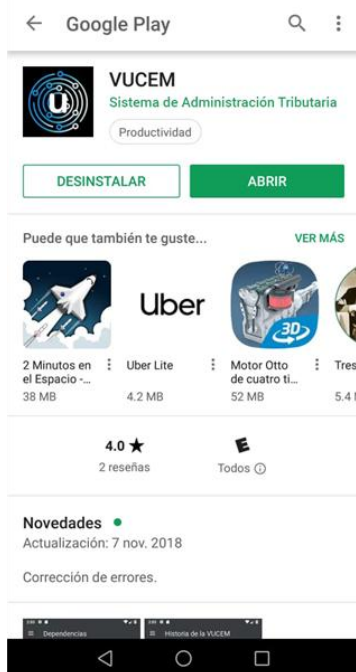 Google Play
VUCEM
Sistema de Administración Tributaria
Productividad
DESINSTALAR
ABRIR
Puede que también te guste...
VER MÁS
Uber
3D
2 Minutos en
el Espacio -...
38 MB
Uber Lite
4.2 MB
Motor Otto
de cuatro ti...
52 MB
Tres
5.4 M
4.0 ★
2 reseñas
E
Todos
Novedades
Actualización: 7 nov. 2018
Corrección de errores.
Dependencias
Historia de la VUCEM